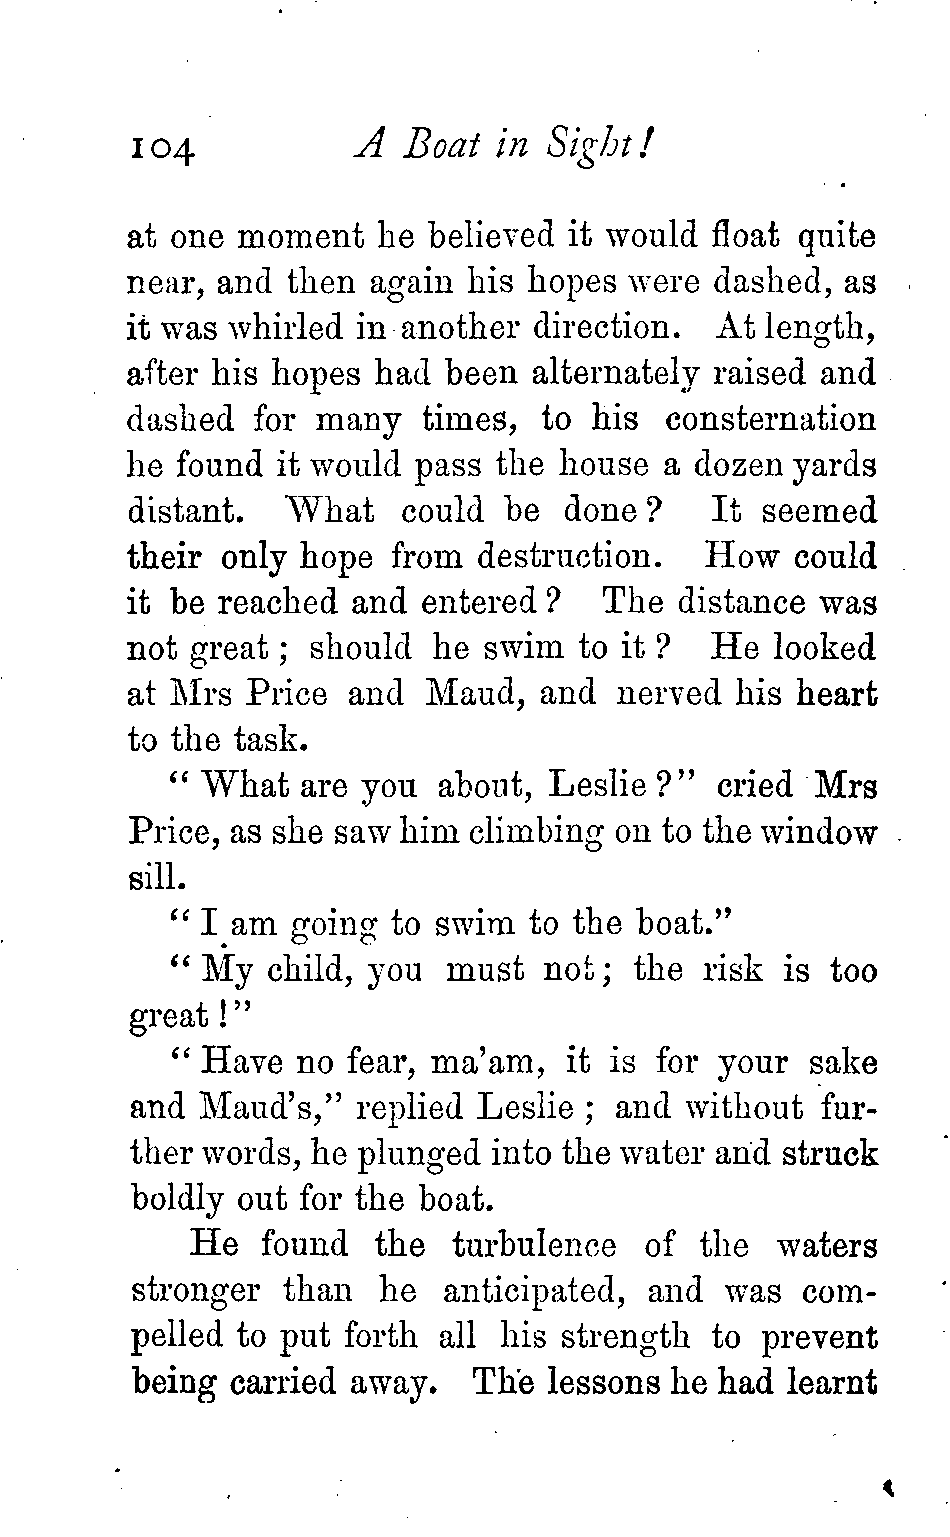 104 A Boat in Sight!
at one moment he believed it would float quite
near, and then again his hopes were dashed, as
it was whirled in another direction. At length,
after his hopes had been alternately raised and
dashed for many times, to his consternation
he found it would pass the house a dozen yards
distant. What could be done? It seemed
their only hope from destruction. How could
it be reached and entered? The distance was
not great; should he swim to it? He looked
at Mrs Price and Maud, and nerved his heart
to the task.
"What are you about, Leslie?" cried Mrs
Price, as she saw him climbing on to the window
sill.
"I am going to swim to the boat."
"My child, you must not; the risk is too
great!"
"Have no fear, ma'am, it is for your sake
and Maud's," replied Leslie; and without fur-
ther words, he plunged into the water and struck
boldly out for the boat.
He found the turbulence of the waters
stronger than he anticipated, and was com-
pelled to put forth all his strength to prevent
being carried away. The lessons he had learnt